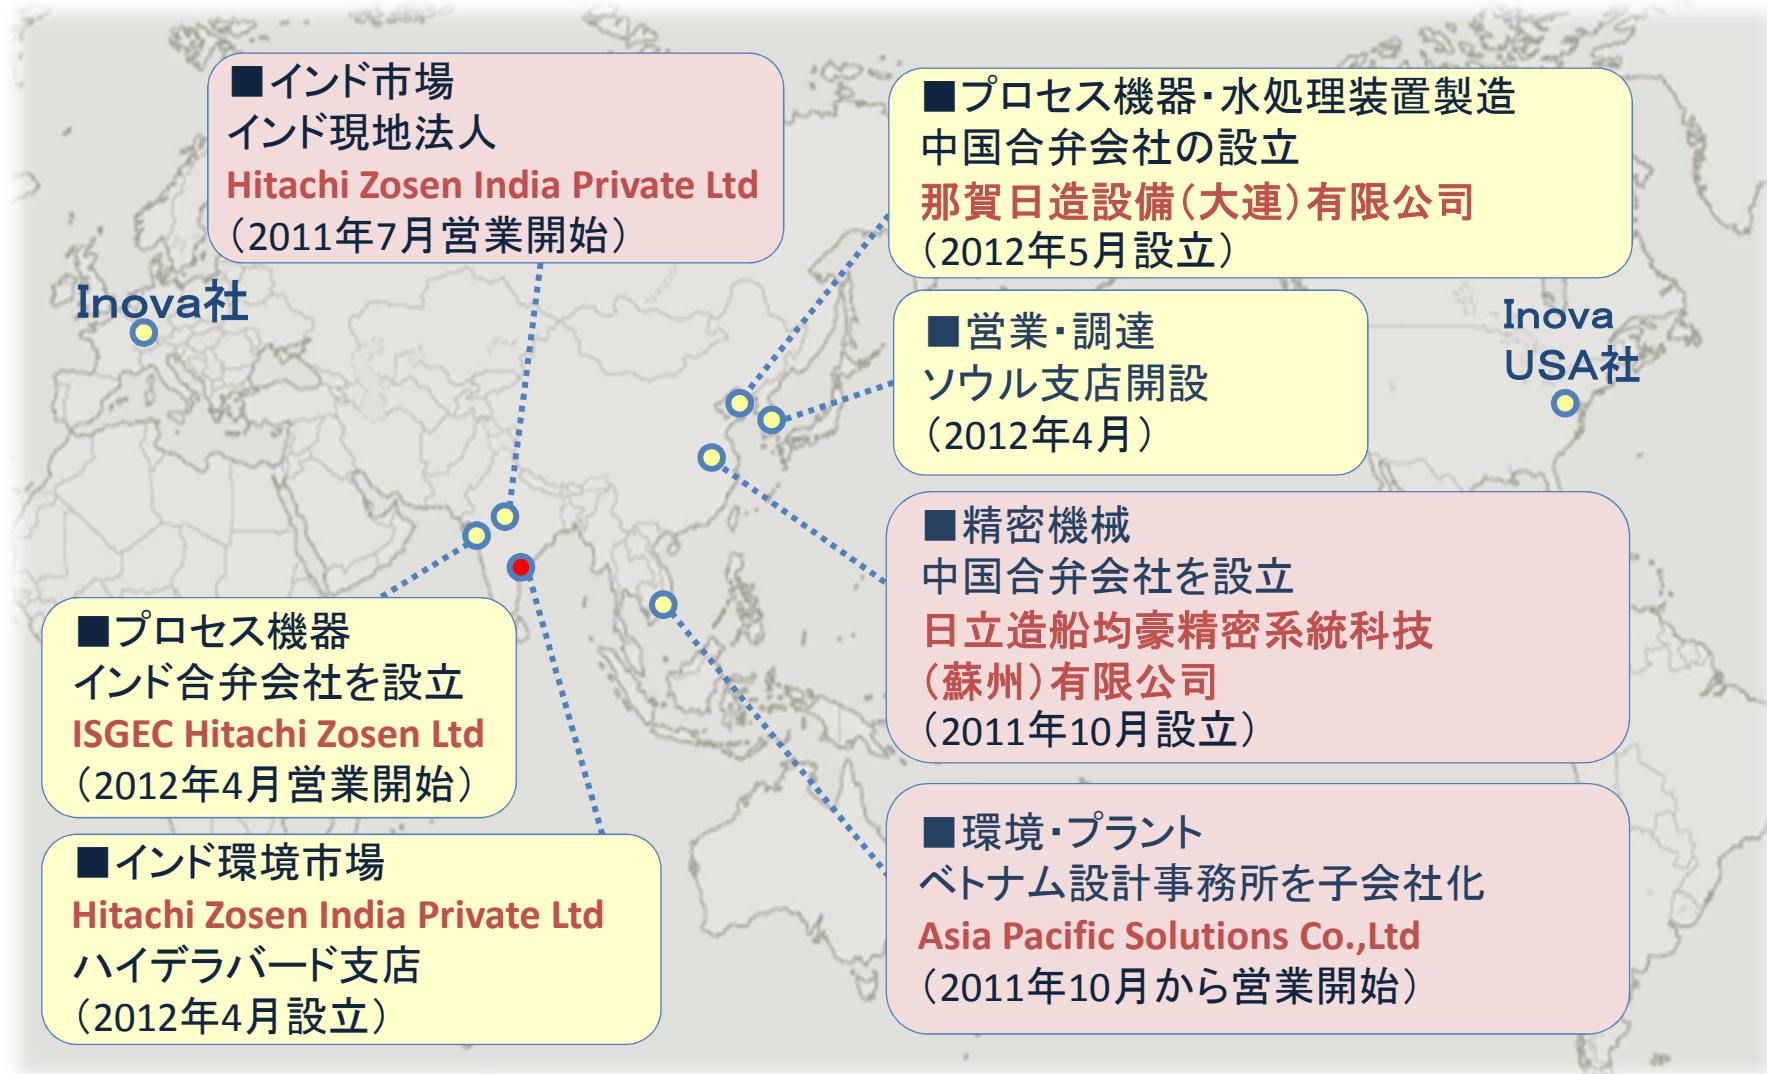 ■インド市場
インド現地法人
Hitachi Zosen India Private Ltd
（2011年7月営業開始）
■プロセス機器・水処理装置製造
中国合弁会社の設立
那賀日造設備（大連）有限公司
（2012年5月設立）
Inova社
■営業・調達
ソウル支店開設
（2012年4月）
Inova
USA社
■精密機械
中国合弁会社を設立
日立造船均豪精密系統科技
（蘇州）有限公司
（2011年10月設立）
■プロセス機器
インド合弁会社を設立
ISGEC Hitachi Zosen Ltd
（2012年4月営業開始）
■環境・プラント
ベトナム設計事務所を子会社化
Asia Pacific Solutions Co.,Ltd
（2011年10月から営業開始）
■インド環境市場
Hitachi Zosen India Private Ltd
ハイデラバード支店
（2012年4月設立）